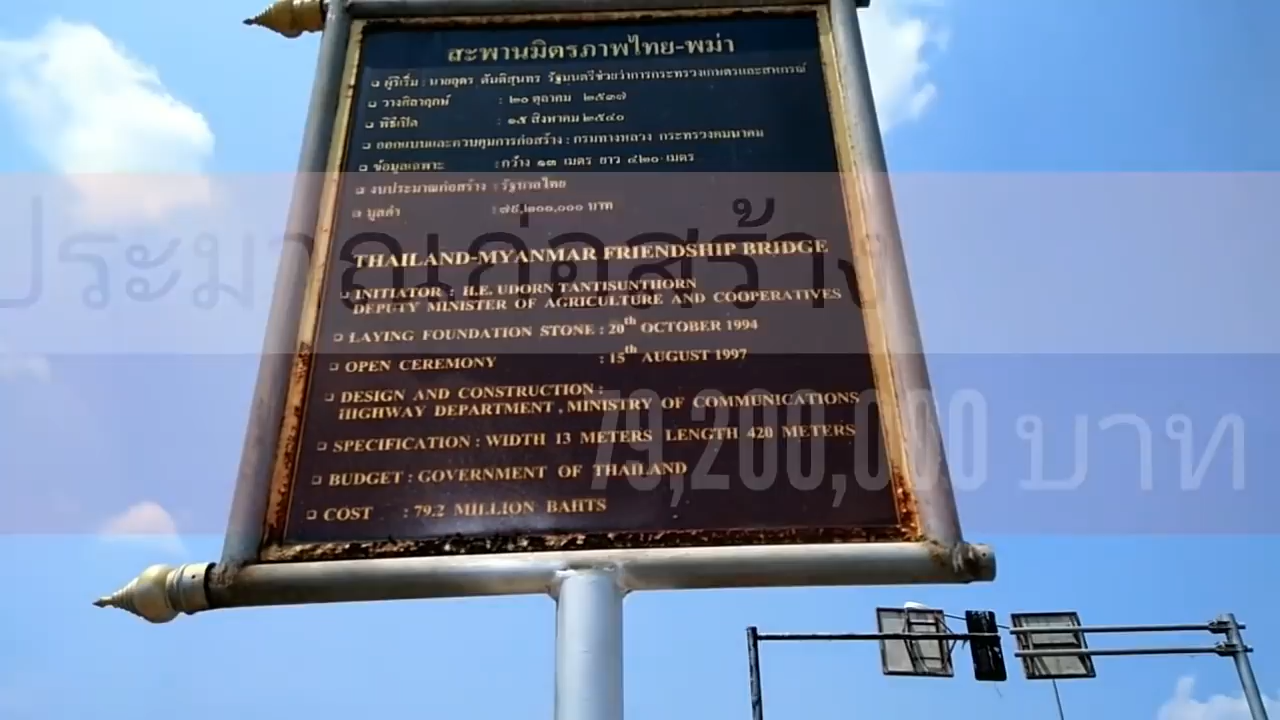 สะพานมิตรภาพไทย-พม่า
ผู้ริเริ่ม : นายอุดร ตันติสุนทร รัฐมนตรีช่วยว่าการกระทรวงเกษตรและสหกรณ์
วางศิลาฤกษ์ : ๒๐ ตุลาคม ๒๕๓๗
พิธีเปิด : ๑๕ สิงหาคม ๒๕๔๐
ออกแบบและควบคุมการก่อสร้าง : กรมทางหลวง กระทรวงคมนาคม
ข้อมูลเฉพาะ : กว้าง ๑๓ เมตร ยาว ๔๒๐ เมตร
งบประมาณก่อสร้าง : รัฐบาลไทย
มูลค่า : ๗๙,๒๐๐,๐๐๐ บาท
THAILAND-MYANMAR FRIENDSHIP BRIDGE
INITIATOR : H.E. UDORN TANTISUNTHORN
DEPUTY MINISTER OF AGRICULTURE AND COOPERATIVES
LAYING FOUNDATION STONE : 20th OCTOBER 1994
OPEN CEREMONY : 15th AUGUST 1997
DESIGN AND CONSTRUCTION :
HIGHWAY DEPARTMENT , MINISTRY OF COMMUNICATIONS
SPECIFICATION : WIDTH 13 METERS LENGTH 420 METERS
BUDGET : GOVERNMENT OF THAILAND
COST : 79.2 MILLION BAHTS
ประมาณก่อสร้าง
79,200,000 บาท